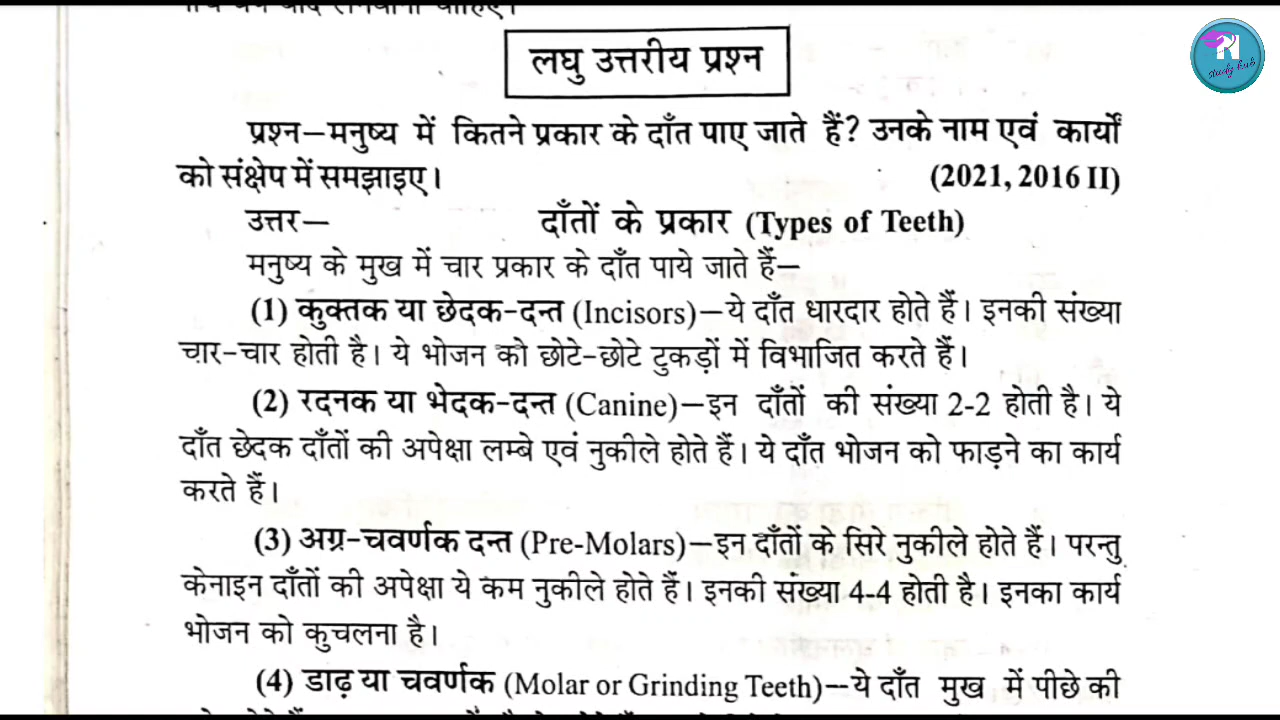 लघु उत्तरीय प्रश्न
study hub
प्रश्न–मनुष्य में कितने प्रकार के दाँत पाए जाते हैं? उनके नाम एवं कार्यों
को संक्षेप में समझाइए। (2021, 2016 II)
उत्तर– दाँतों के प्रकार (Types of Teeth)
मनुष्य के मुख में चार प्रकार के दाँत पाये जाते हैं–
(1) कुक्तक या छेदक-दन्त (Incisors)–ये दाँत धारदार होते हैं। इनकी संख्या
चार-चार होती है। ये भोजन को छोटे-छोटे टुकड़ों में विभाजित करते हैं।
(2) रदनक या भेदक-दन्त (Canine)–इन दाँतों की संख्या 2-2 होती है। ये
दाँत छेदक दाँतों की अपेक्षा लम्बे एवं नुकीले होते हैं। ये दाँत भोजन को फाड़ने का कार्य
करते हैं।
(3) अग्र-चवर्णक दन्त (Pre-Molars)–इन दाँतों के सिरे नुकीले होते हैं। परन्तु
केनाइन दाँतों की अपेक्षा ये कम नुकीले होते हैं। इनकी संख्या 4-4 होती है। इनका कार्य
भोजन को कुचलना है।
(4) डाढ़ या चवर्णक (Molar or Grinding Teeth)–ये दाँत मुख में पीछे की